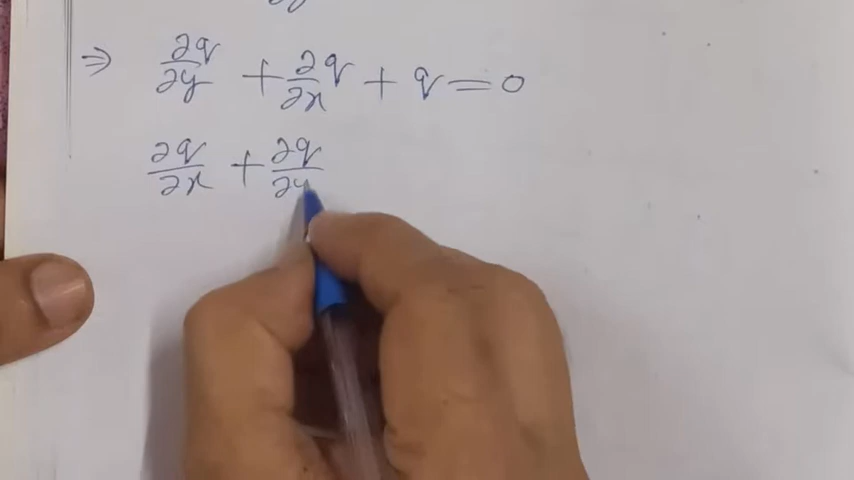 ⇒ ∂q/∂y + ∂q/∂x + q = 0
∂q/∂x + ∂q/∂y